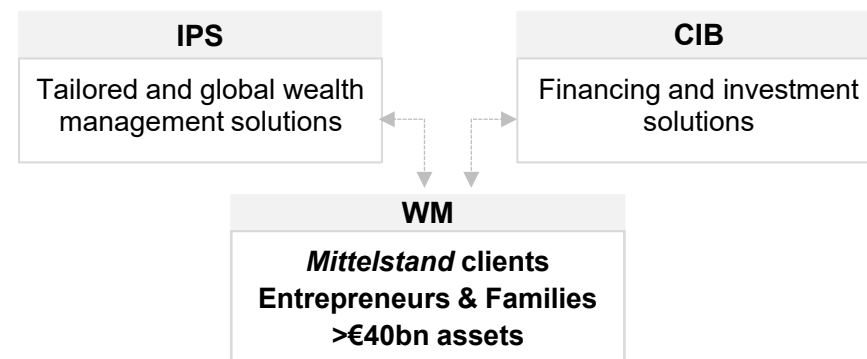 IPS
Tailored and global wealth
management solutions
CIB
Financing and investment
solutions
WM
Mittelstand clients
Entrepreneurs & Families
>€40bn assets